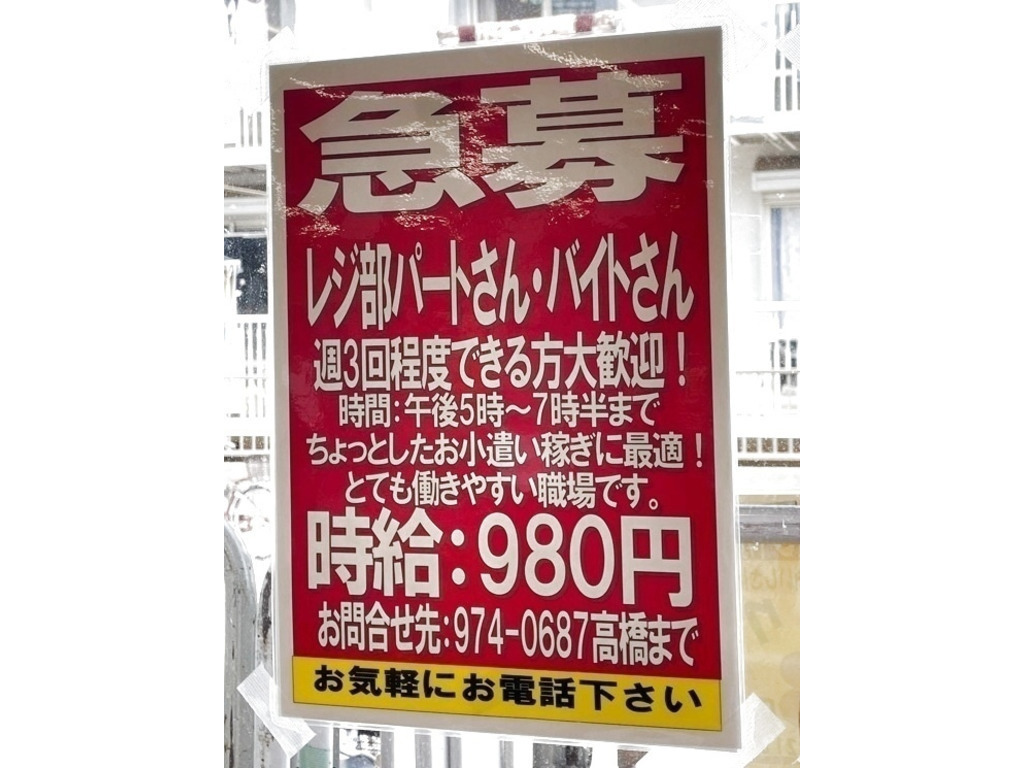 急募
レジ部パートさん・バイトさん
週3回程度できる方大歓迎！
時間：午後5時～7時半まで
ちょっとしたお小遣い稼ぎに最適！
とても働きやすい職場です。
時給：980円
お問合せ先：974-0687高橋まで
お気軽にお電話下さい